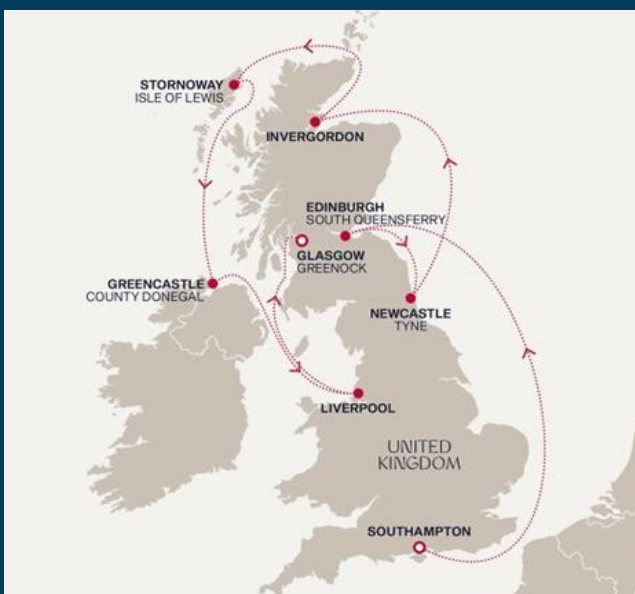 STORNOWAY
ISLE OF LEWIS
INVERGORDON
EDINBURGH
SOUTH QUEENSFERRY
GLASGOW
GREENOCK
GREENCASTLE
COUNTY DONEGAL
NEWCASTLE
TYNE
LIVERPOOL
UNITED
KINGDOM
SOUTHAMPTON